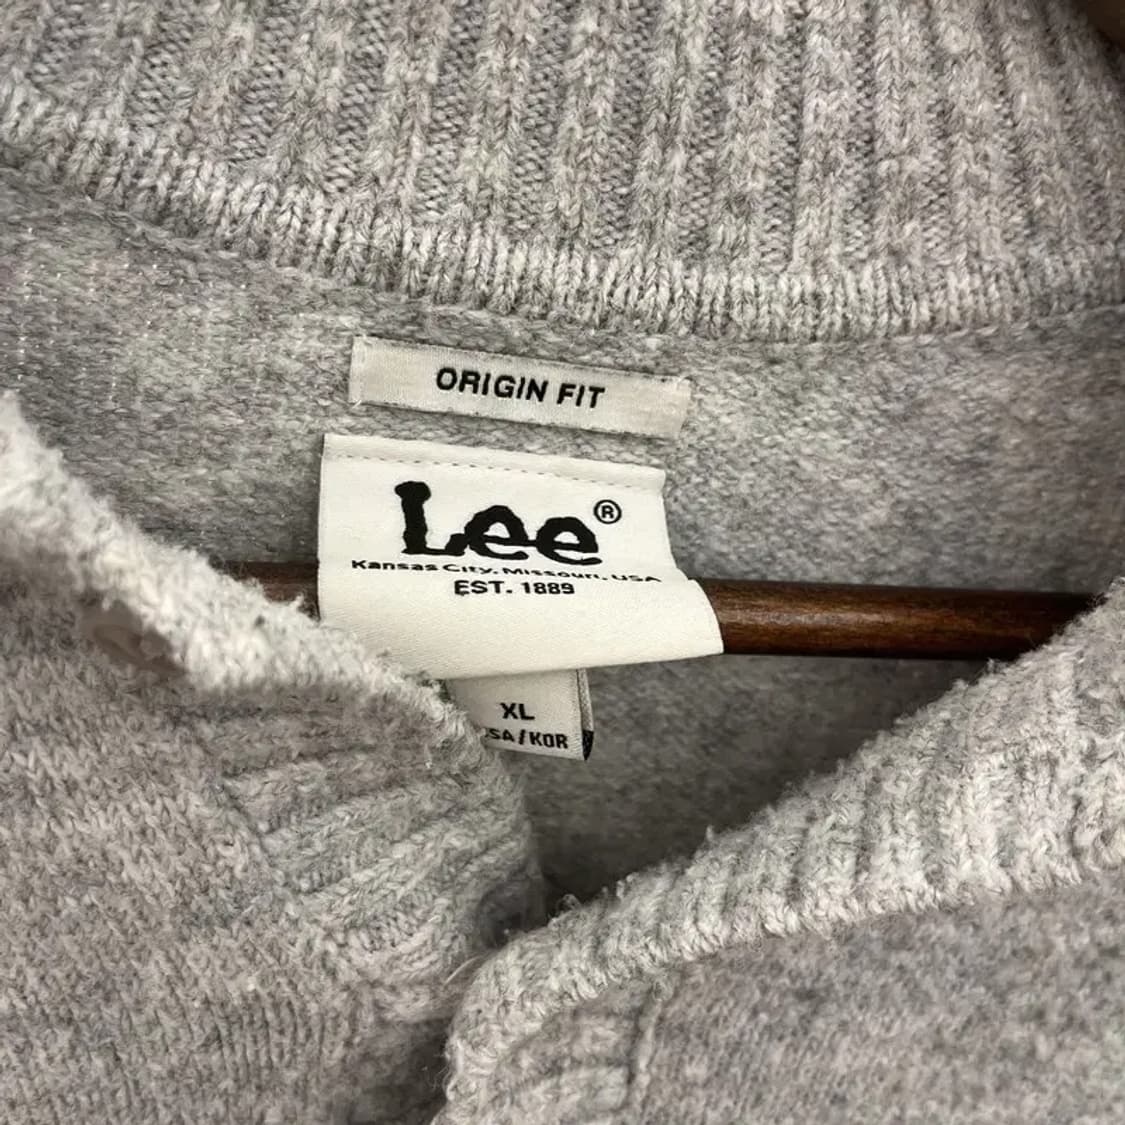 ORIGIN FIT
Lee®
Kansas City, Missouri, USA
EST. 1889
XL
SA/KOR